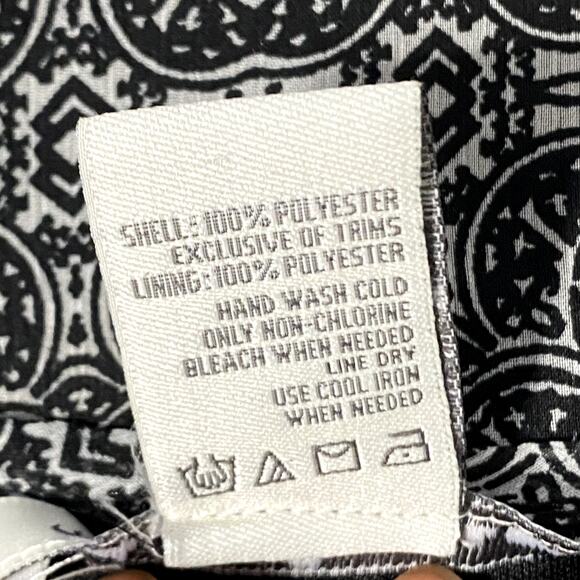 SHELL: 100% POLYESTER
EXCLUSIVE OF TRIMS
LINING: 100% POLYESTER
HAND WASH COLD
ONLY NON-CHLORINE
BLEACH WHEN NEEDED
LINE DRY
USE COOL IRON
WHEN NEEDED